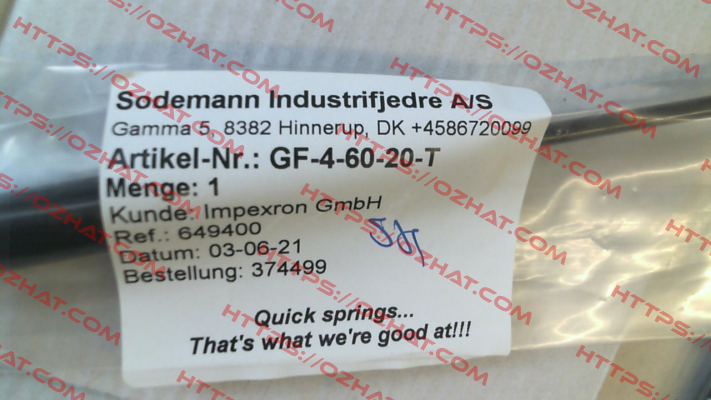 Sodemann Industrifjedre A/S
Gamma 5, 8382 Hinnerup, DK +4586720099
Artikel-Nr.: GF-4-60-20-T
Menge: 1
Kunde: Impexron GmbH
Ref.: 649400
Datum: 03-06-21
Bestellung: 374499
Quick springs...
That's what we're good at!!!
HTTPS://OZHAT.COM